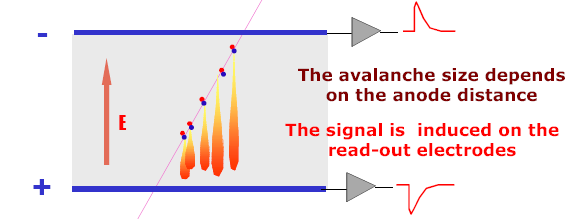 -
The avalanche size depends
on the anode distance
E
The signal is induced on the
read-out electrodes
+